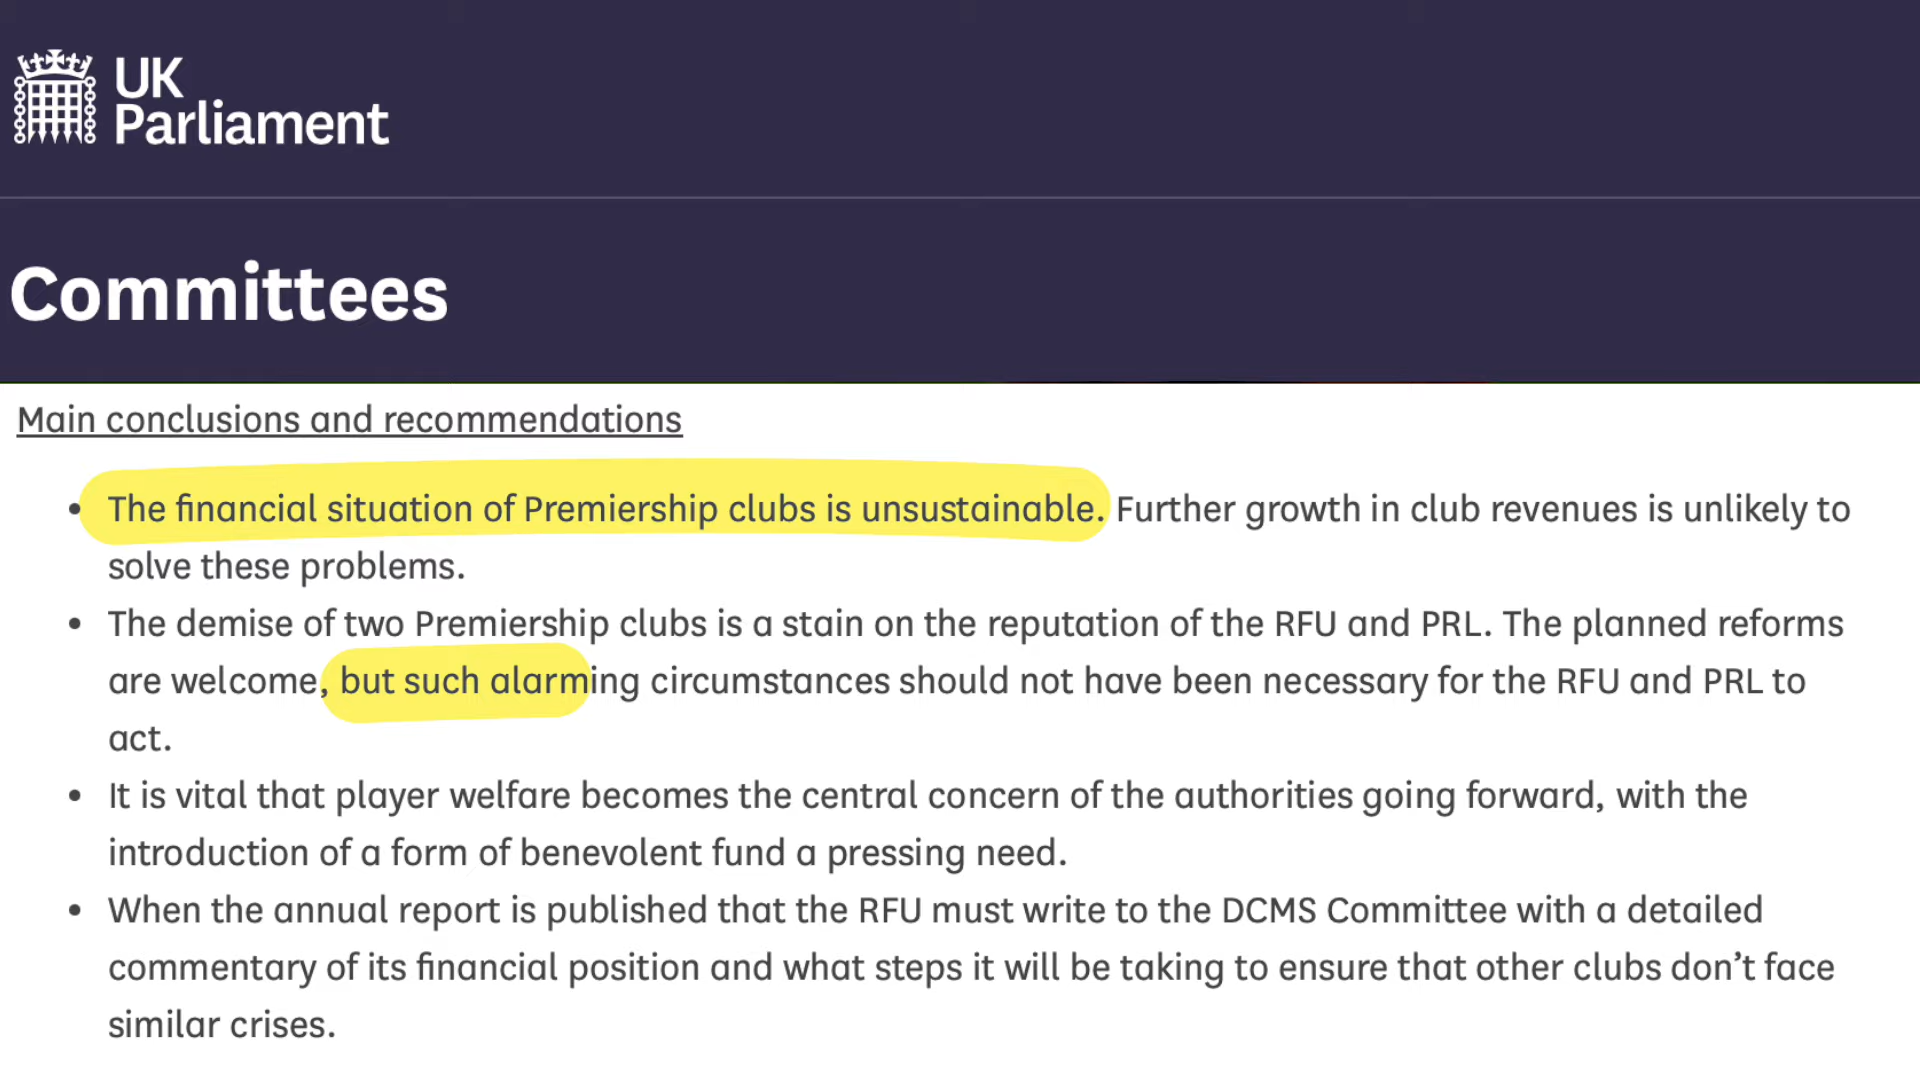 UK
Parliament
Committees
Main conclusions and recommendations
• The financial situation of Premiership clubs is unsustainable. Further growth in club revenues is unlikely to
solve these problems.
• The demise of two Premiership clubs is a stain on the reputation of the RFU and PRL. The planned reforms
are welcome, but such alarming circumstances should not have been necessary for the RFU and PRL to
act.
• It is vital that player welfare becomes the central concern of the authorities going forward, with the
introduction of a form of benevolent fund a pressing need.
• When the annual report is published that the RFU must write to the DCMS Committee with a detailed
commentary of its financial position and what steps it will be taking to ensure that other clubs don’t face
similar crises.